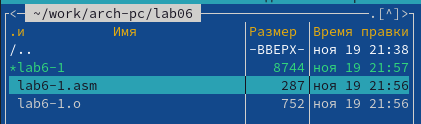 <─ ~/work/arch-pc/lab06 ─.[^]>
.и Имя Размер Время правки
/.. -ВВЕРХ- ноя 19 21:38
*lab6-1 8744 ноя 19 21:57
lab6-1.asm 287 ноя 19 21:56
lab6-1.o 752 ноя 19 21:56